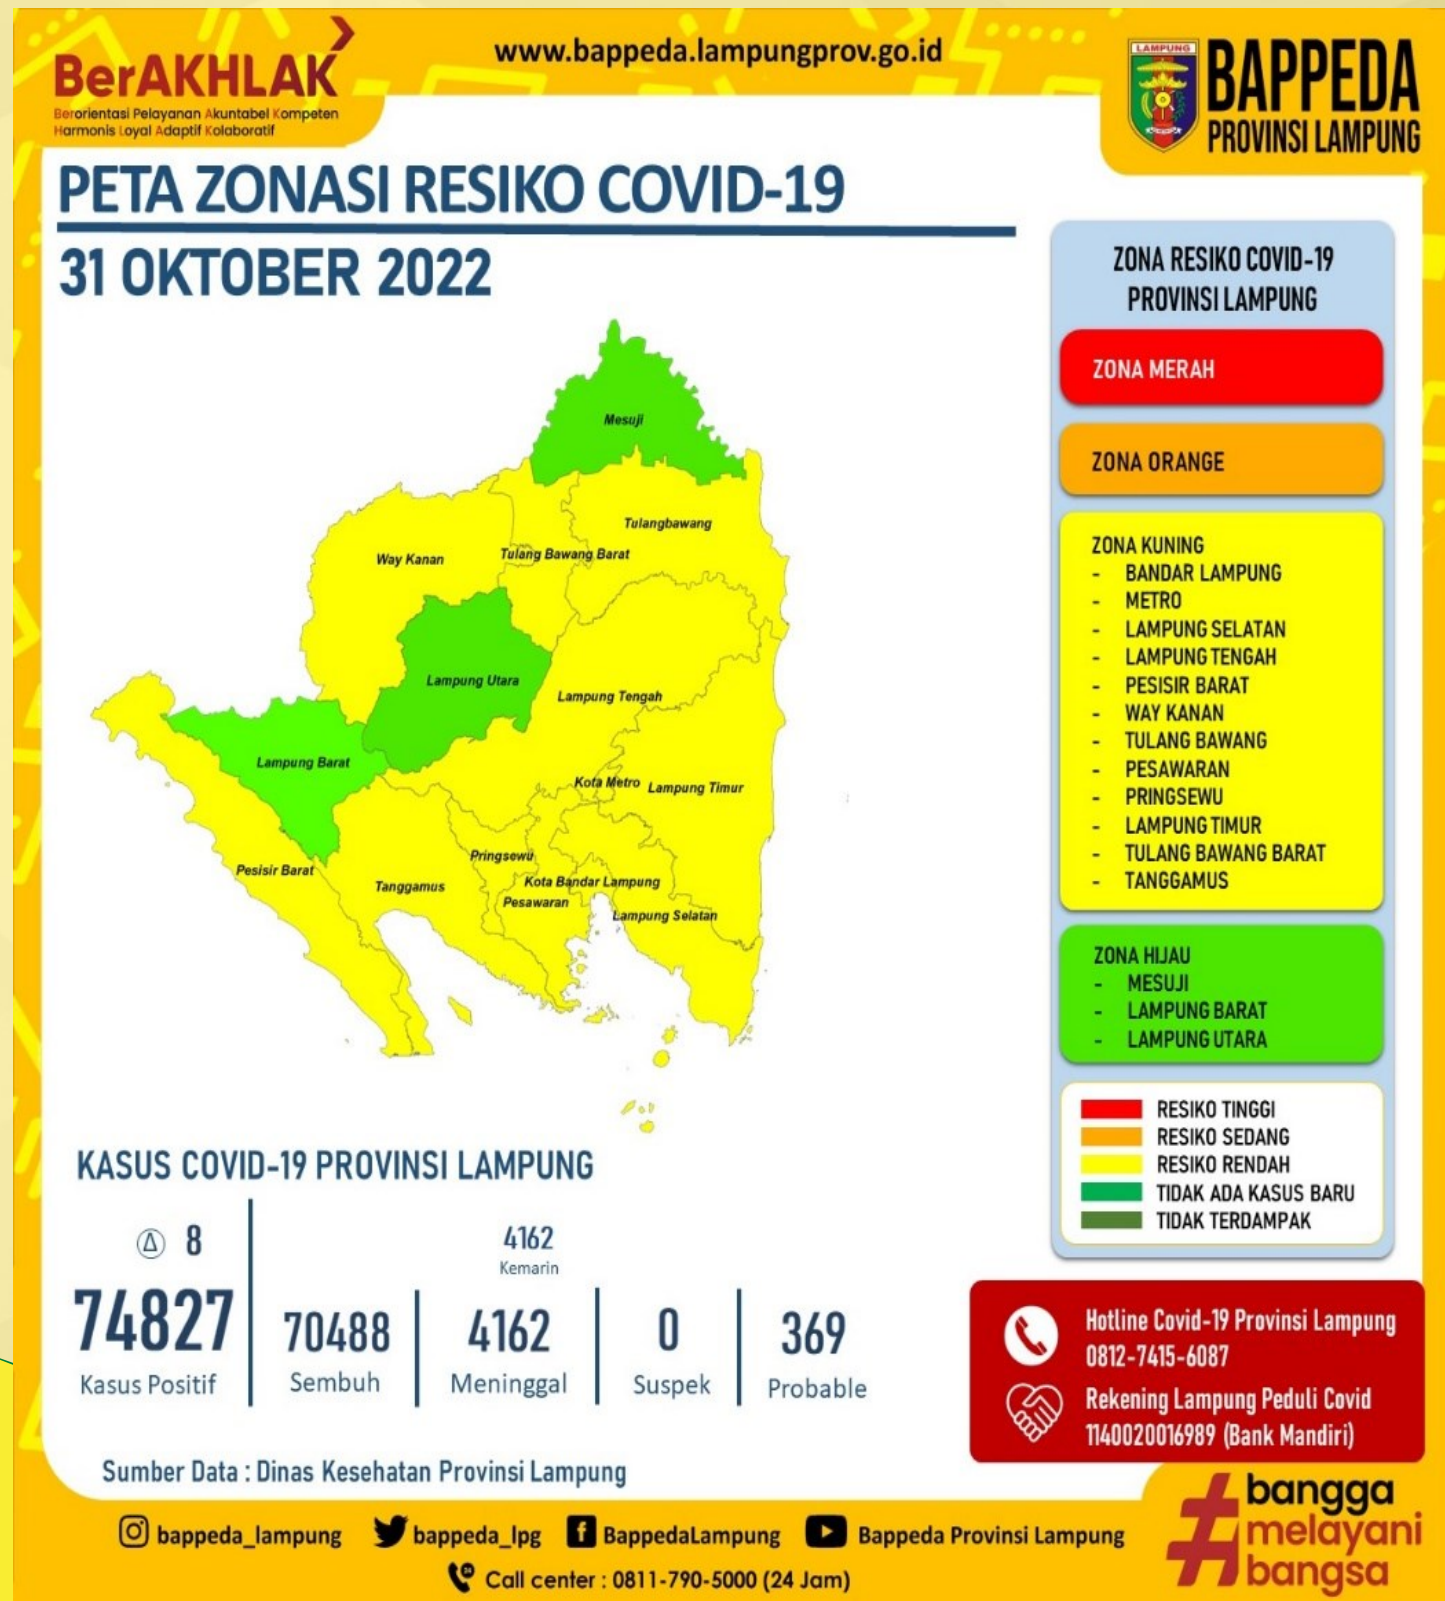 BerAKHLAK
Berorientasi Pelayanan Akuntabel Kompeten
Harmonis Loyal Adaptif Kolaboratif
www.bappeda.lampungprov.go.id
LAMPUNG
BAPPEDA
PROVINSI LAMPUNG
PETA ZONASI RESIKO COVID-19
31 OKTOBER 2022
Mesuji
Tulangbawang
Way Kanan
Tulang Bawang Barat
Lampung Utara
Lampung Tengah
Lampung Barat
Kota Metro
Lampung Timur
Pringsewu
Pesisir Barat
Tanggamus
Kota Bandar Lampung
Pesawaran
Lampung Selatan
ZONA RESIKO COVID-19
PROVINSI LAMPUNG
ZONA MERAH
ZONA ORANGE
ZONA KUNING
- BANDAR LAMPUNG
- METRO
- LAMPUNG SELATAN
- LAMPUNG TENGAH
- PESISIR BARAT
- WAY KANAN
- TULANG BAWANG
- PESAWARAN
- PRINGSEWU
- LAMPUNG TIMUR
- TULANG BAWANG BARAT
- TANGGAMUS
ZONA HIJAU
- MESUJI
- LAMPUNG BARAT
- LAMPUNG UTARA
RESIKO TINGGI
RESIKO SEDANG
RESIKO RENDAH
TIDAK ADA KASUS BARU
TIDAK TERDAMPAK
KASUS COVID-19 PROVINSI LAMPUNG
Δ 8
74827
Kasus Positif
70488
Sembuh
4162
Kemarin
4162
Meninggal
0
Suspek
369
Probable
Hotline Covid-19 Provinsi Lampung
0812-7415-6087
Rekening Lampung Peduli Covid
1140020016989 (Bank Mandiri)
Sumber Data : Dinas Kesehatan Provinsi Lampung
bappeda_lampung
bappeda_lpg
BappedaLampung
Bappeda Provinsi Lampung
Call center : 0811-790-5000 (24 Jam)
#bangga
melayani
bangsa